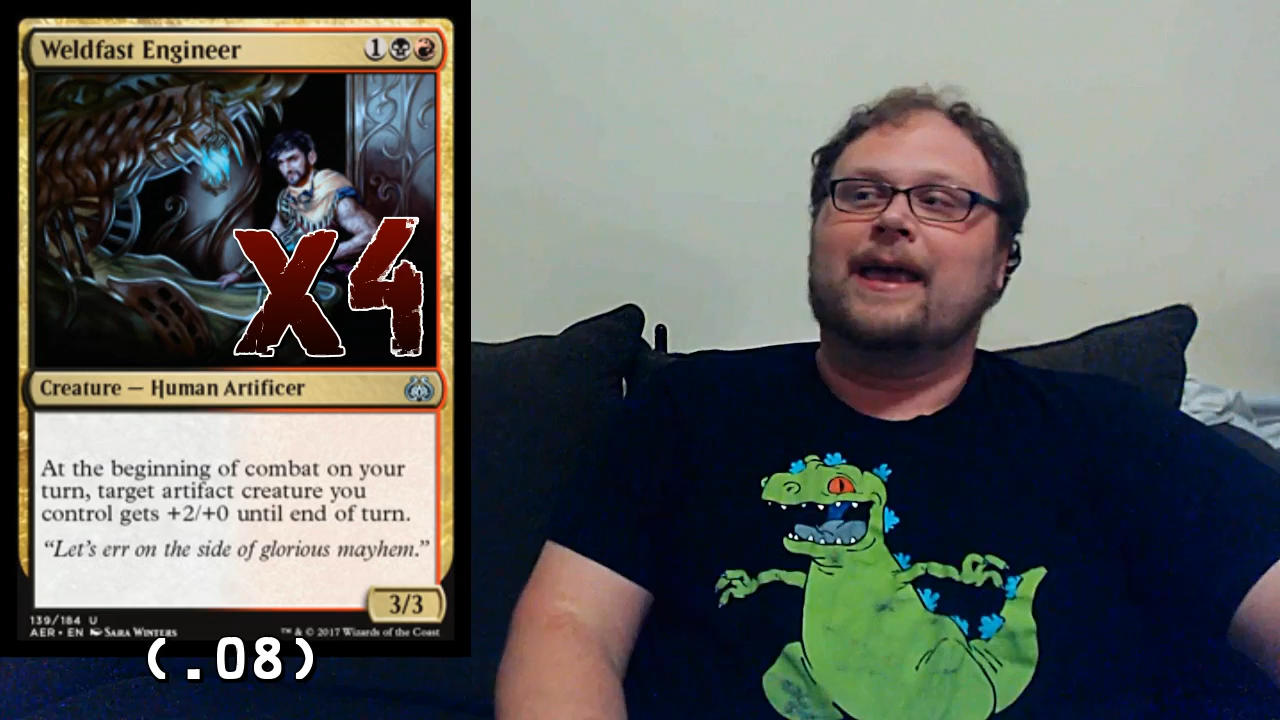 Weldfast Engineer 1
X4
Creature — Human Artificer
At the beginning of combat on your
turn, target artifact creature you
control gets +2/+0 until end of turn.
“Let’s err on the side of glorious mayhem.”
3/3
139/184 U
AER • EN Sara Winters
™ & © 2017 Wizards of the Coast
(.08)